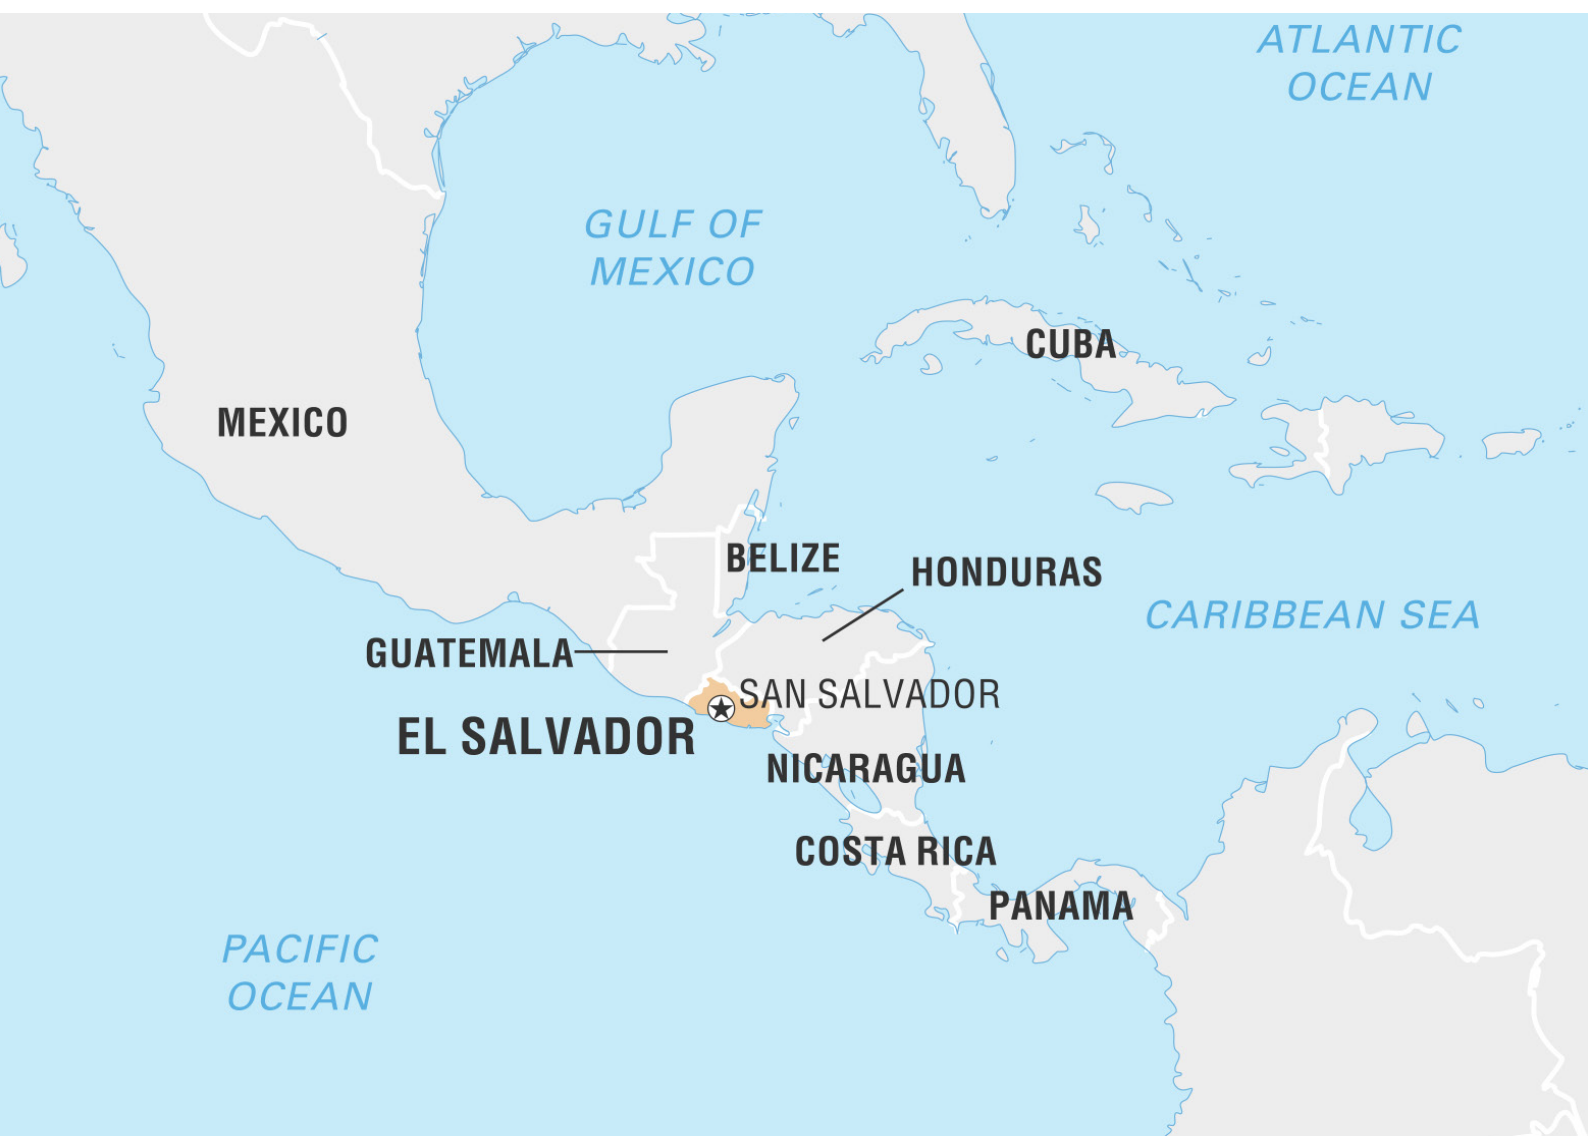 ATLANTIC
OCEAN
GULF OF
MEXICO
CUBA
MEXICO
BELIZE
HONDURAS
CARIBBEAN SEA
GUATEMALA
SAN SALVADOR
EL SALVADOR
NICARAGUA
COSTA RICA
PANAMA
PACIFIC
OCEAN